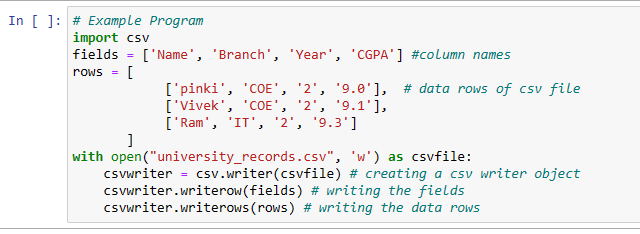 In [ ]: # Example Program
import csv
fields = ['Name', 'Branch', 'Year', 'CGPA'] #column names
rows = [
            ['pinki', 'COE', '2', '9.0'],  # data rows of csv file
            ['Vivek', 'COE', '2', '9.1'],
            ['Ram', 'IT', '2', '9.3']
       ]
with open("university_records.csv", 'w') as csvfile:
    csvwriter = csv.writer(csvfile) # creating a csv writer object
    csvwriter.writerow(fields) # writing the fields
    csvwriter.writerows(rows) # writing the data rows